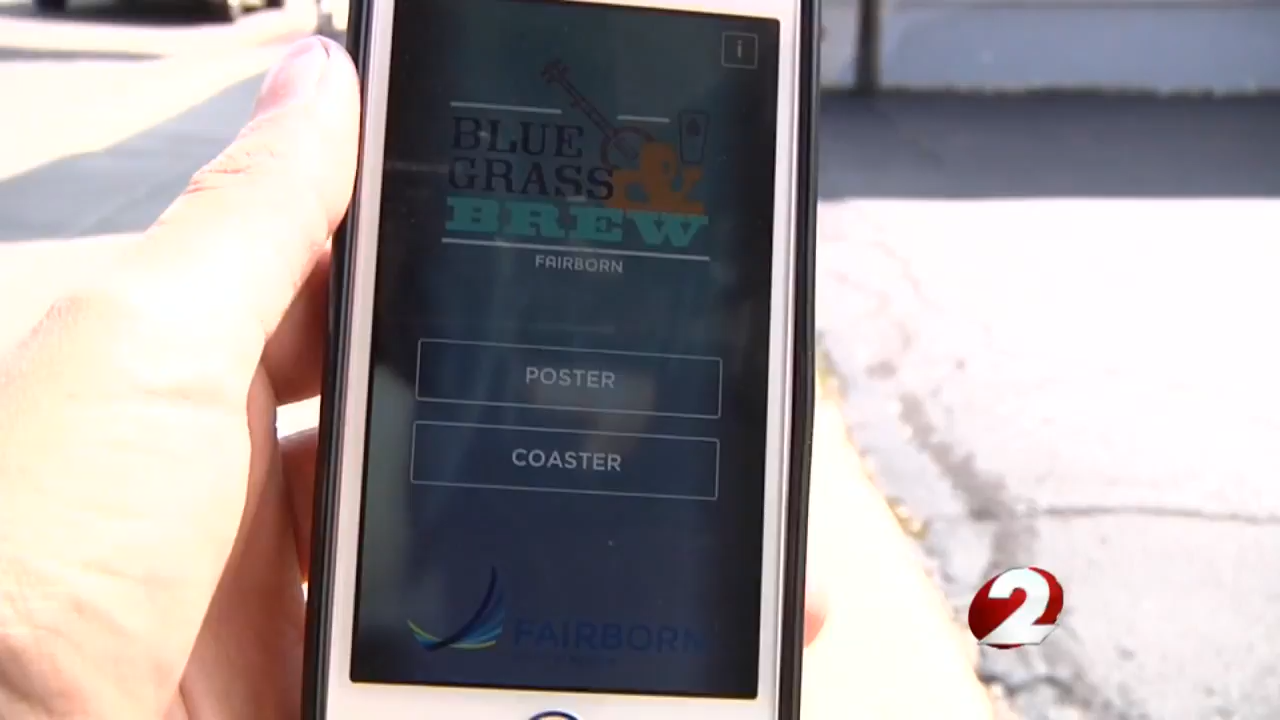 i
BLUE
GRASS &
BREW
FAIRBORN
POSTER
COASTER
FAIRBORN
2